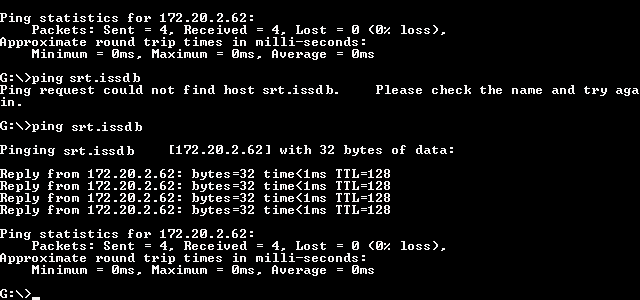 Ping statistics for 172.20.2.62:
Packets: Sent = 4, Received = 4, Lost = 0 (0% loss),
Approximate round trip times in milli-seconds:
Minimum = 0ms, Maximum = 0ms, Average = 0ms
G:\>ping srt.issdb
Ping request could not find host srt.issdb. Please check the name and try aga
in.
G:\>ping srt.issdb
Pinging srt.issdb [172.20.2.62] with 32 bytes of data:
Reply from 172.20.2.62: bytes=32 time<1ms TTL=128
Reply from 172.20.2.62: bytes=32 time<1ms TTL=128
Reply from 172.20.2.62: bytes=32 time<1ms TTL=128
Reply from 172.20.2.62: bytes=32 time<1ms TTL=128
Ping statistics for 172.20.2.62:
Packets: Sent = 4, Received = 4, Lost = 0 (0% loss),
Approximate round trip times in milli-seconds:
Minimum = 0ms, Maximum = 0ms, Average = 0ms
G:\>_